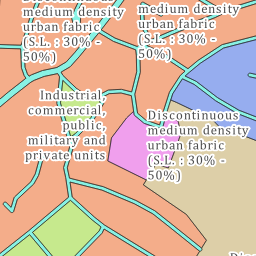 medium density
urban fabric
(S.L. : 30% -
50%)
medium density
urban fabric
(S.L. : 30% -
50%)
Industrial,
commercial,
public,
military and
private units
Discontinuous
medium density
urban fabric
(S.L. : 30% -
50%)